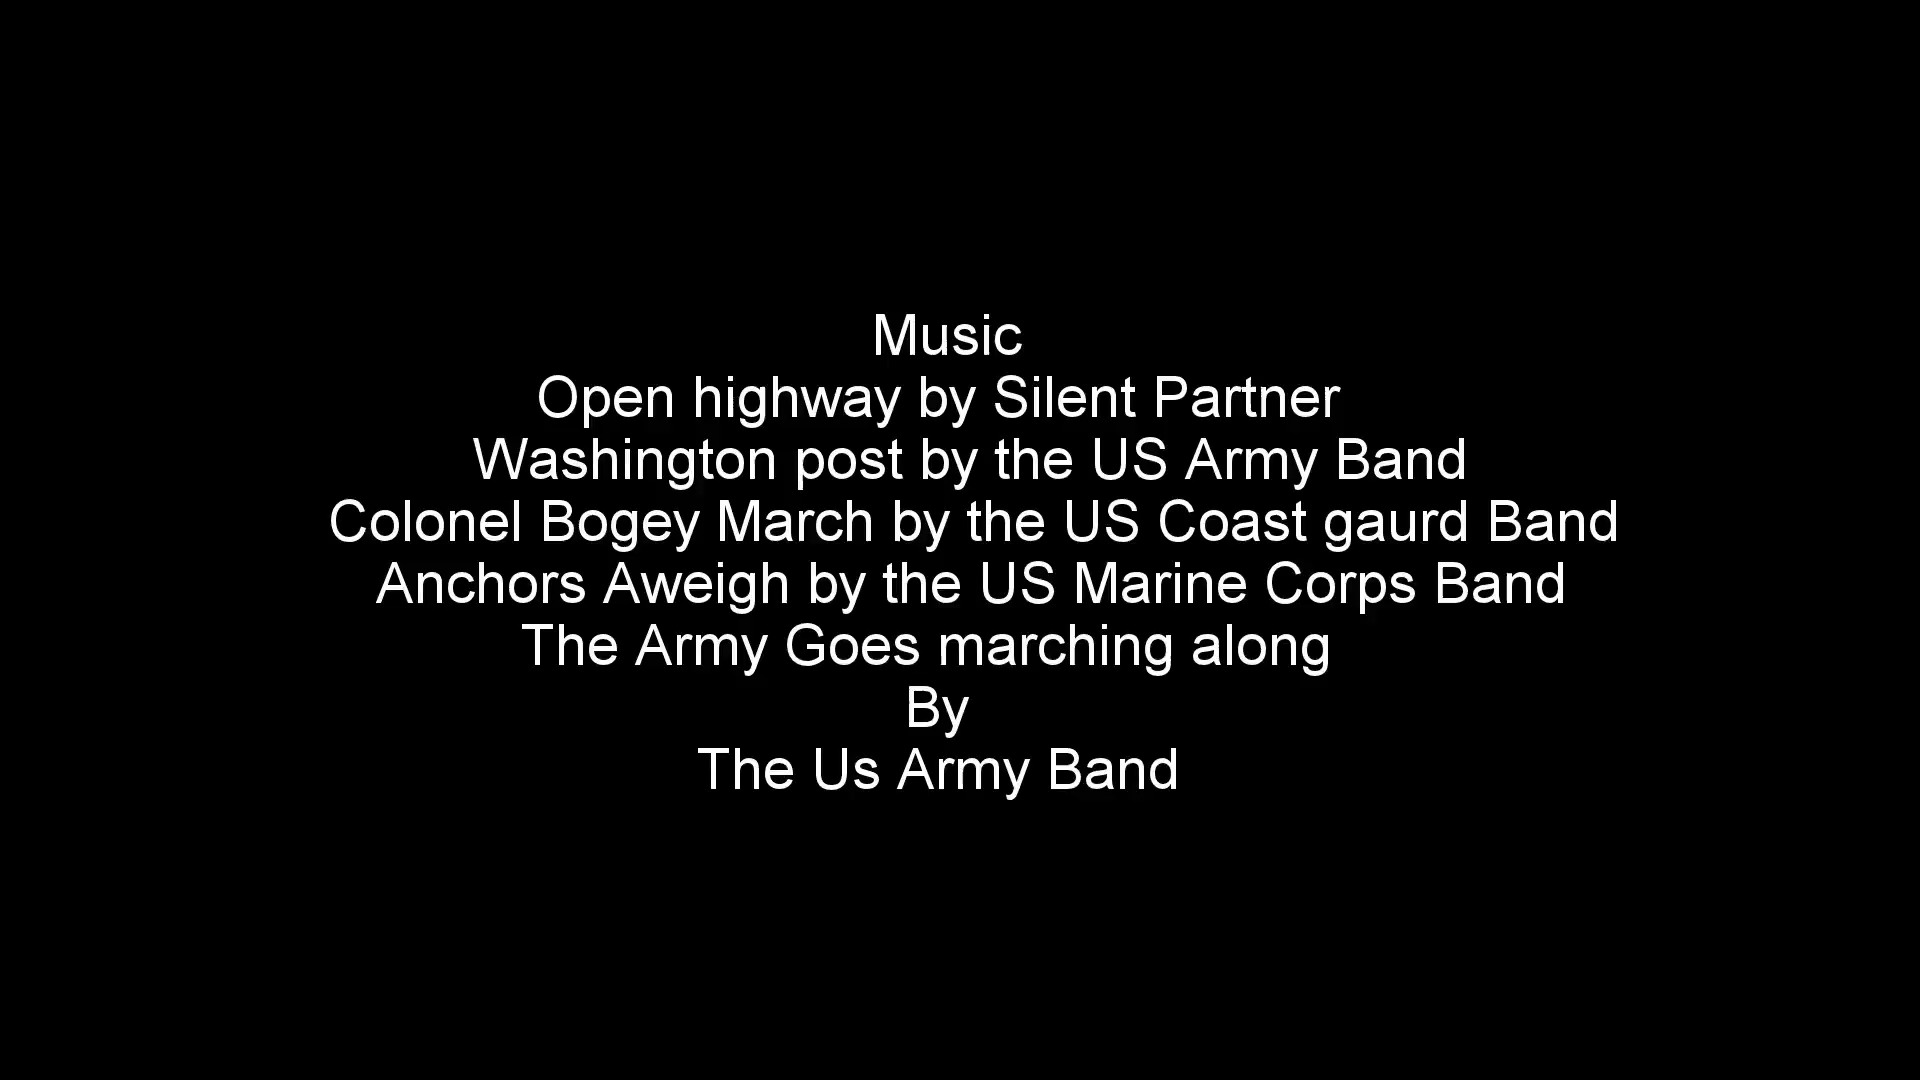 Music
Open highway by Silent Partner
Washington post by the US Army Band
Colonel Bogey March by the US Coast gaurd Band
Anchors Aweigh by the US Marine Corps Band
The Army Goes marching along
By
The Us Army Band